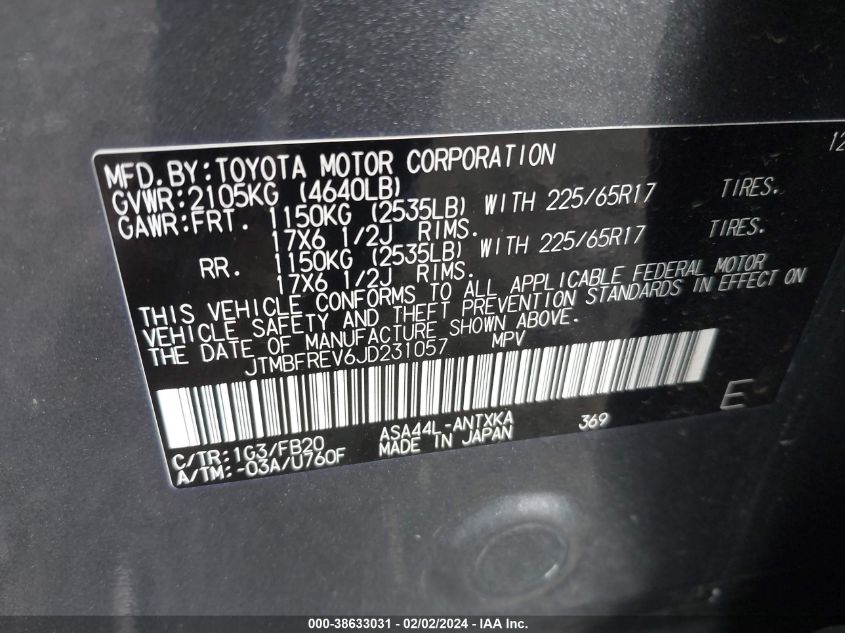 12
MFD.BY:TOYOTA MOTOR CORPORATION
GVWR:2105KG (4640LB)
GAWR:FRT. 1150KG (2535LB) WITH 225/65R17 TIRES.
17X6 1/2J RIMS.
RR. 1150KG (2535LB) WITH 225/65R17 TIRES.
17X6 1/2J RIMS.
THIS VEHICLE CONFORMS TO ALL APPLICABLE FEDERAL MOTOR
VEHICLE SAFETY AND THEFT PREVENTION STANDARDS IN EFFECT ON
THE DATE OF MANUFACTURE SHOWN ABOVE.
JTMBFREV6JD231057 MPV
E
C/TR:1G3/FB20 ASA44L-ANTXKA 369
A/TM:-03A/U760F MADE IN JAPAN
000-38633031 - 02/02/2024 - IAA Inc.